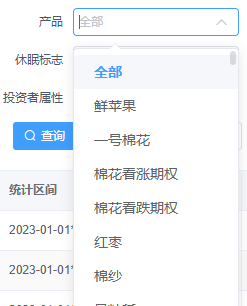 产品 全部
休眠标志
全部
投资者属性
鲜苹果
一号棉花
查询
棉花看涨期权
统计区间
棉花看跌期权
2023-01-01
红枣
2023-01-01
棉纱